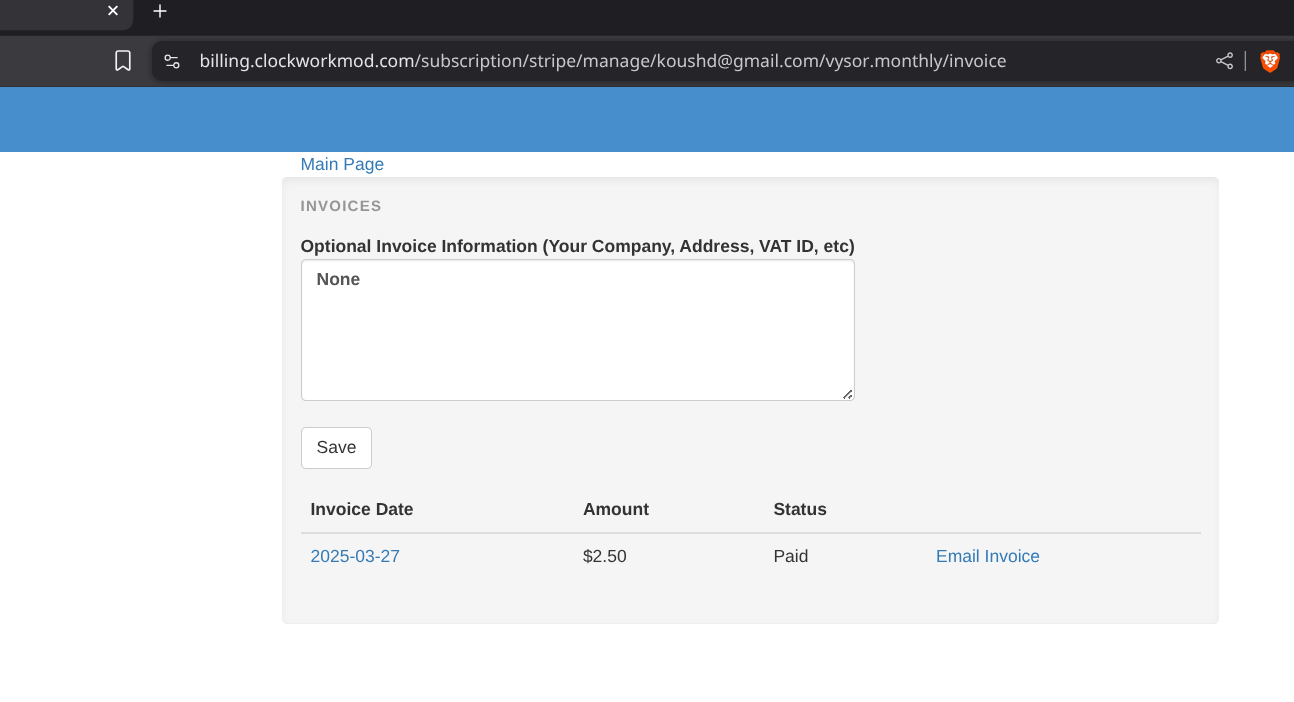 billing.clockworkmod.com/subscription/stripe/manage/koushd@gmail.com/vysor.monthly/invoice
Main Page
INVOICES
Optional Invoice Information (Your Company, Address, VAT ID, etc)
None
Save
Invoice Date Amount Status
2025-03-27 $2.50 Paid Email Invoice